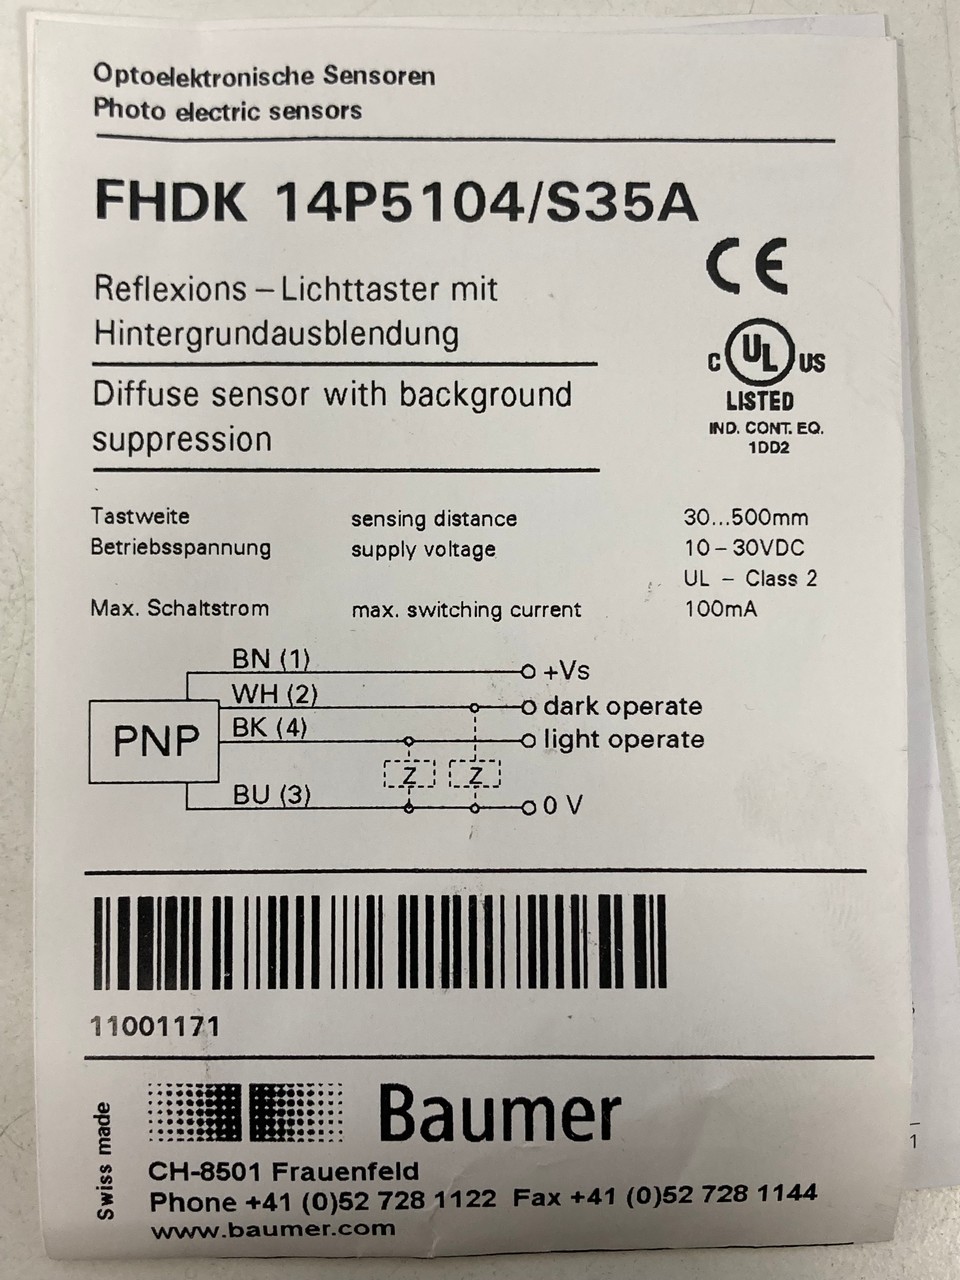 Optoelektronische Sensoren
Photo electric sensors
FHDK 14P5104/S35A
CE
Reflexions – Lichttaster mit
Hintergrundausblendung
C UL US
LISTED
IND. CONT. EQ.
1DD2
Diffuse sensor with background
suppression
Tastweite sensing distance 30...500mm
Betriebsspannung supply voltage 10 – 30VDC
UL – Class 2
Max. Schaltstrom max. switching current 100mA
BN (1) +Vs
WH (2) dark operate
PNP BK (4) light operate
Z Z
BU (3) 0 V
11001171
Swiss made
Baumer
CH-8501 Frauenfeld
Phone +41 (0)52 728 1122 Fax +41 (0)52 728 1144
www.baumer.com
1